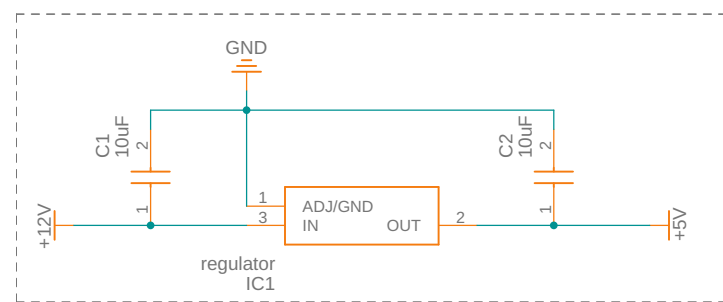 GND
C1
10uF
2
1
C2
10uF
2
1
+12V
1
3
ADJ/GND
IN
OUT
2
+5V
regulator
IC1